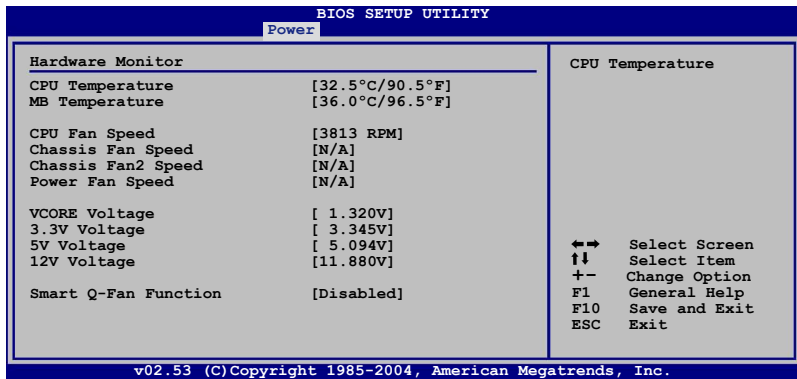 BIOS SETUP UTILITY
Power
Hardware Monitor
CPU Temperature [32.5°C/90.5°F]
MB Temperature [36.0°C/96.5°F]
CPU Fan Speed [3813 RPM]
Chassis Fan Speed [N/A]
Chassis Fan2 Speed [N/A]
Power Fan Speed [N/A]
VCORE Voltage [ 1.320V]
3.3V Voltage [ 3.345V]
5V Voltage [ 5.094V]
12V Voltage [11.880V]
Smart Q-Fan Function [Disabled]
CPU Temperature
←→ Select Screen
↑↓ Select Item
+- Change Option
F1 General Help
F10 Save and Exit
ESC Exit
v02.53 (C)Copyright 1985-2004, American Megatrends, Inc.